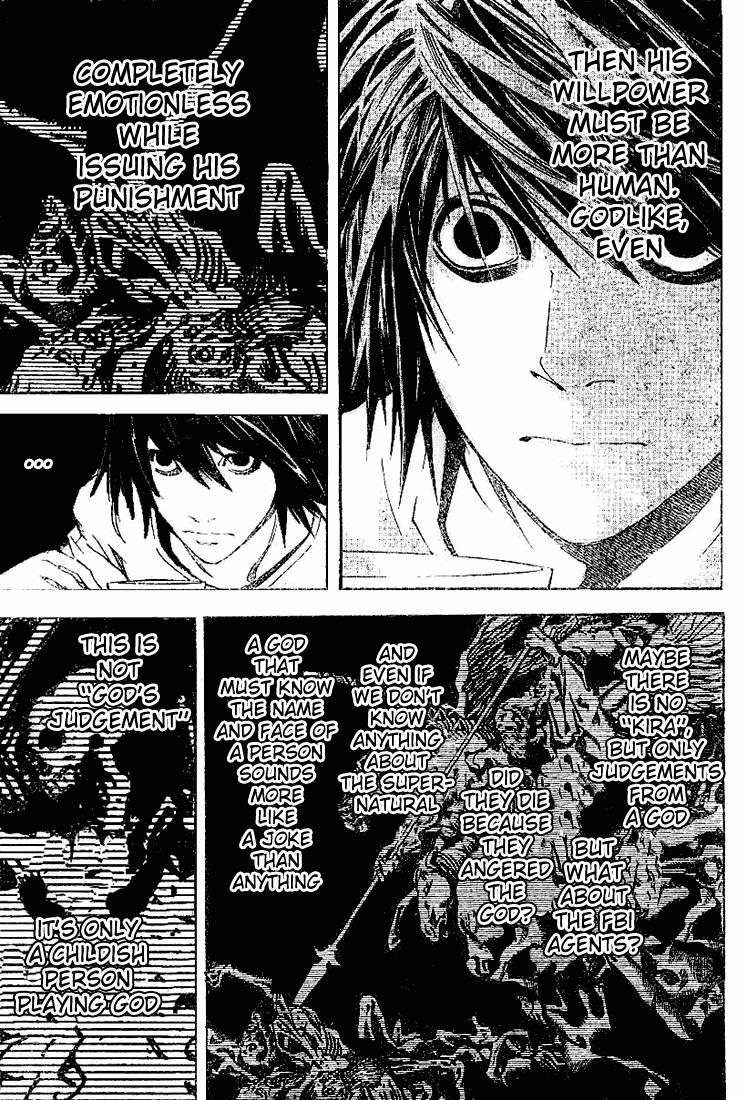 THEN HIS
WILLPOWER
MUST BE
MORE THAN
HUMAN.
GODLIKE,
EVEN
COMPLETELY
EMOTIONLESS
WHILE
ISSUING HIS
PUNISHMENT
ooo
MAYBE
THERE
IS NO
"KIRA",
BUT ONLY
JUDGEMENTS
FROM
A GOD
BUT
WHAT
ABOUT
THE FBI
AGENTS?
DID
THEY DIE
BECAUSE
THEY
ANGERED
THE
GOD?
AND
EVEN IF
WE DON'T
KNOW
ANYTHING
ABOUT
THE SUPER-
NATURAL
A GOD
THAT
MUST KNOW
THE NAME
AND FACE OF
A PERSON
SOUNDS
MORE
LIKE
A JOKE
THAN
ANYTHING
THIS IS
NOT
"GOD'S
JUDGEMENT"
IT'S ONLY
A CHILDISH
PERSON
PLAYING GOD